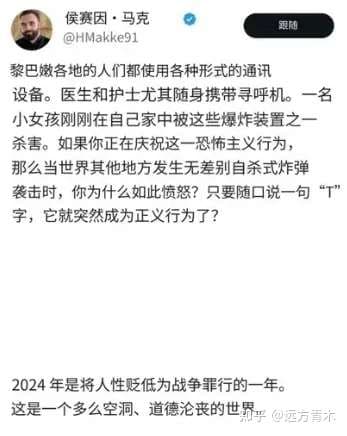 侯赛因·马克
@HMakke91
跟随
黎巴嫩各地的人们都使用各种形式的通讯
设备。医生和护士尤其随身携带寻呼机。一名
小女孩刚刚在自己家中被这些爆炸装置之一
杀害。如果你正在庆祝这一恐怖主义行为，
那么当世界其他地方发生无差别自杀式炸弹
袭击时，你为什么如此愤怒？只要随口说一句“T”
字，它就突然成为正义行为了？
2024 年是将人性贬低为战争罪行的一年。
这是一个多么空洞、道德沦丧的世界
知乎 @远方青木